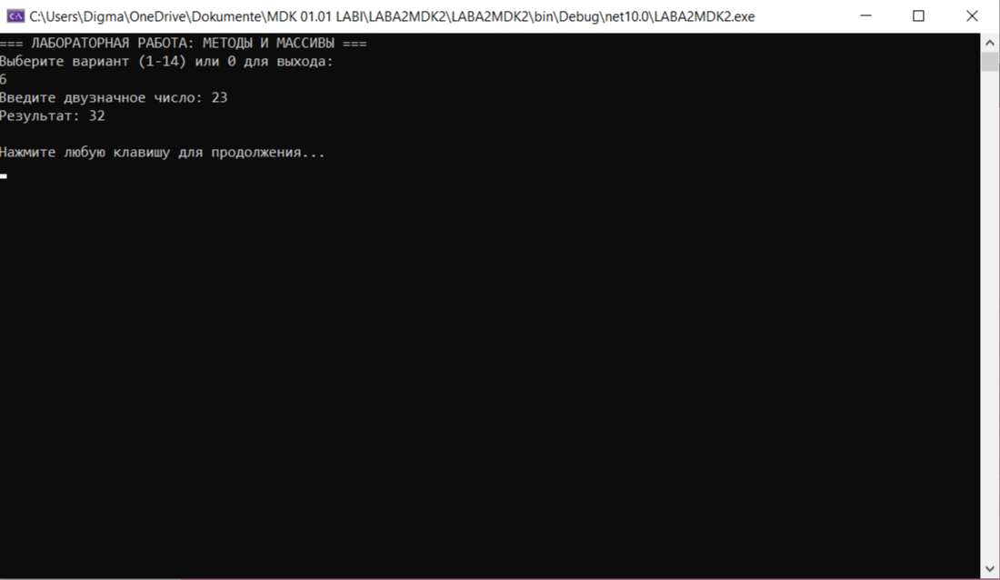 C:\Users\Digma\OneDrive\Dokumente\MDK 01.01 LABI\LABA2MDK2\LABA2MDK2\bin\Debug\net10.0\LABA2MDK2.exe
=== ЛАБОРАТОРНАЯ РАБОТА: МЕТОДЫ И МАССИВЫ ===
Выберите вариант (1-14) или 0 для выхода:
6
Введите двузначное число: 23
Результат: 32
Нажмите любую клавишу для продолжения...